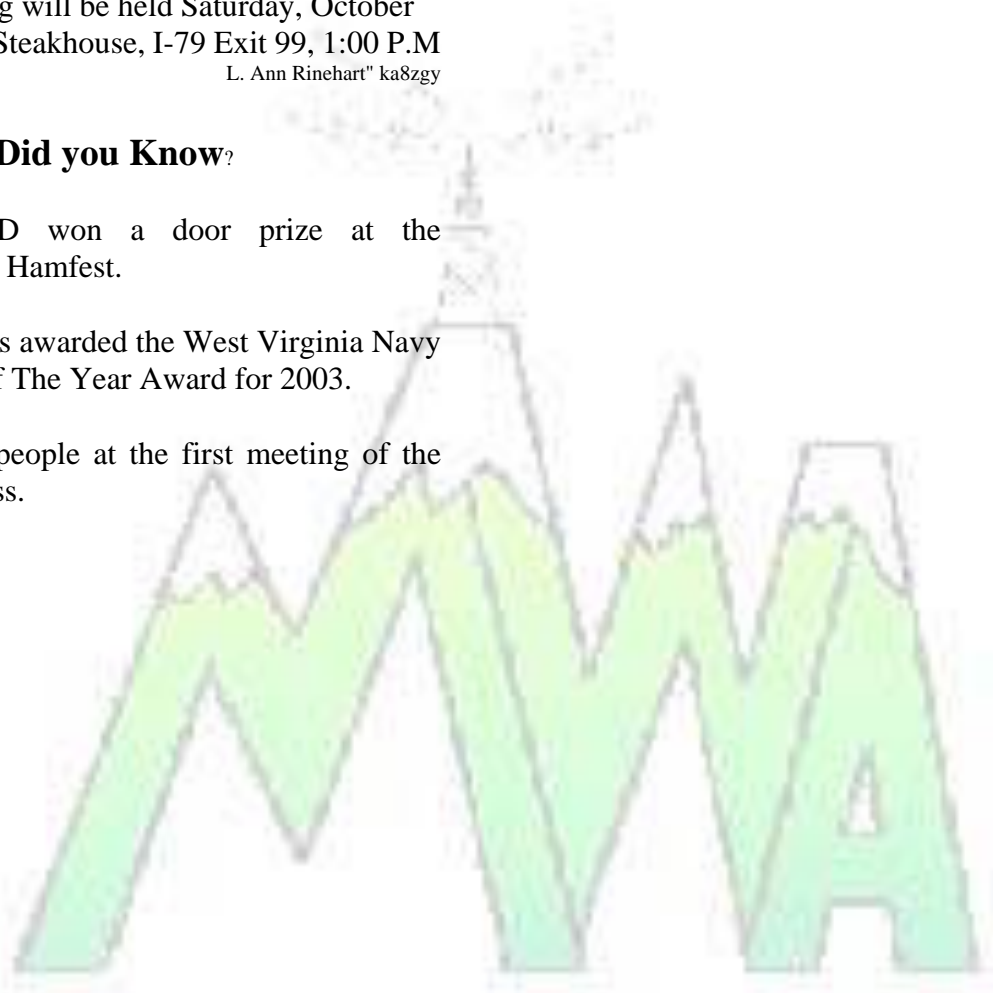 g will be held Saturday, October
Steakhouse, I-79 Exit 99, 1:00 P.M
L. Ann Rinehart" ka8zgy
Did you Know?
D won a door prize at the
Hamfest.
s awarded the West Virginia Navy
f The Year Award for 2003.
people at the first meeting of the
ss.
MWA